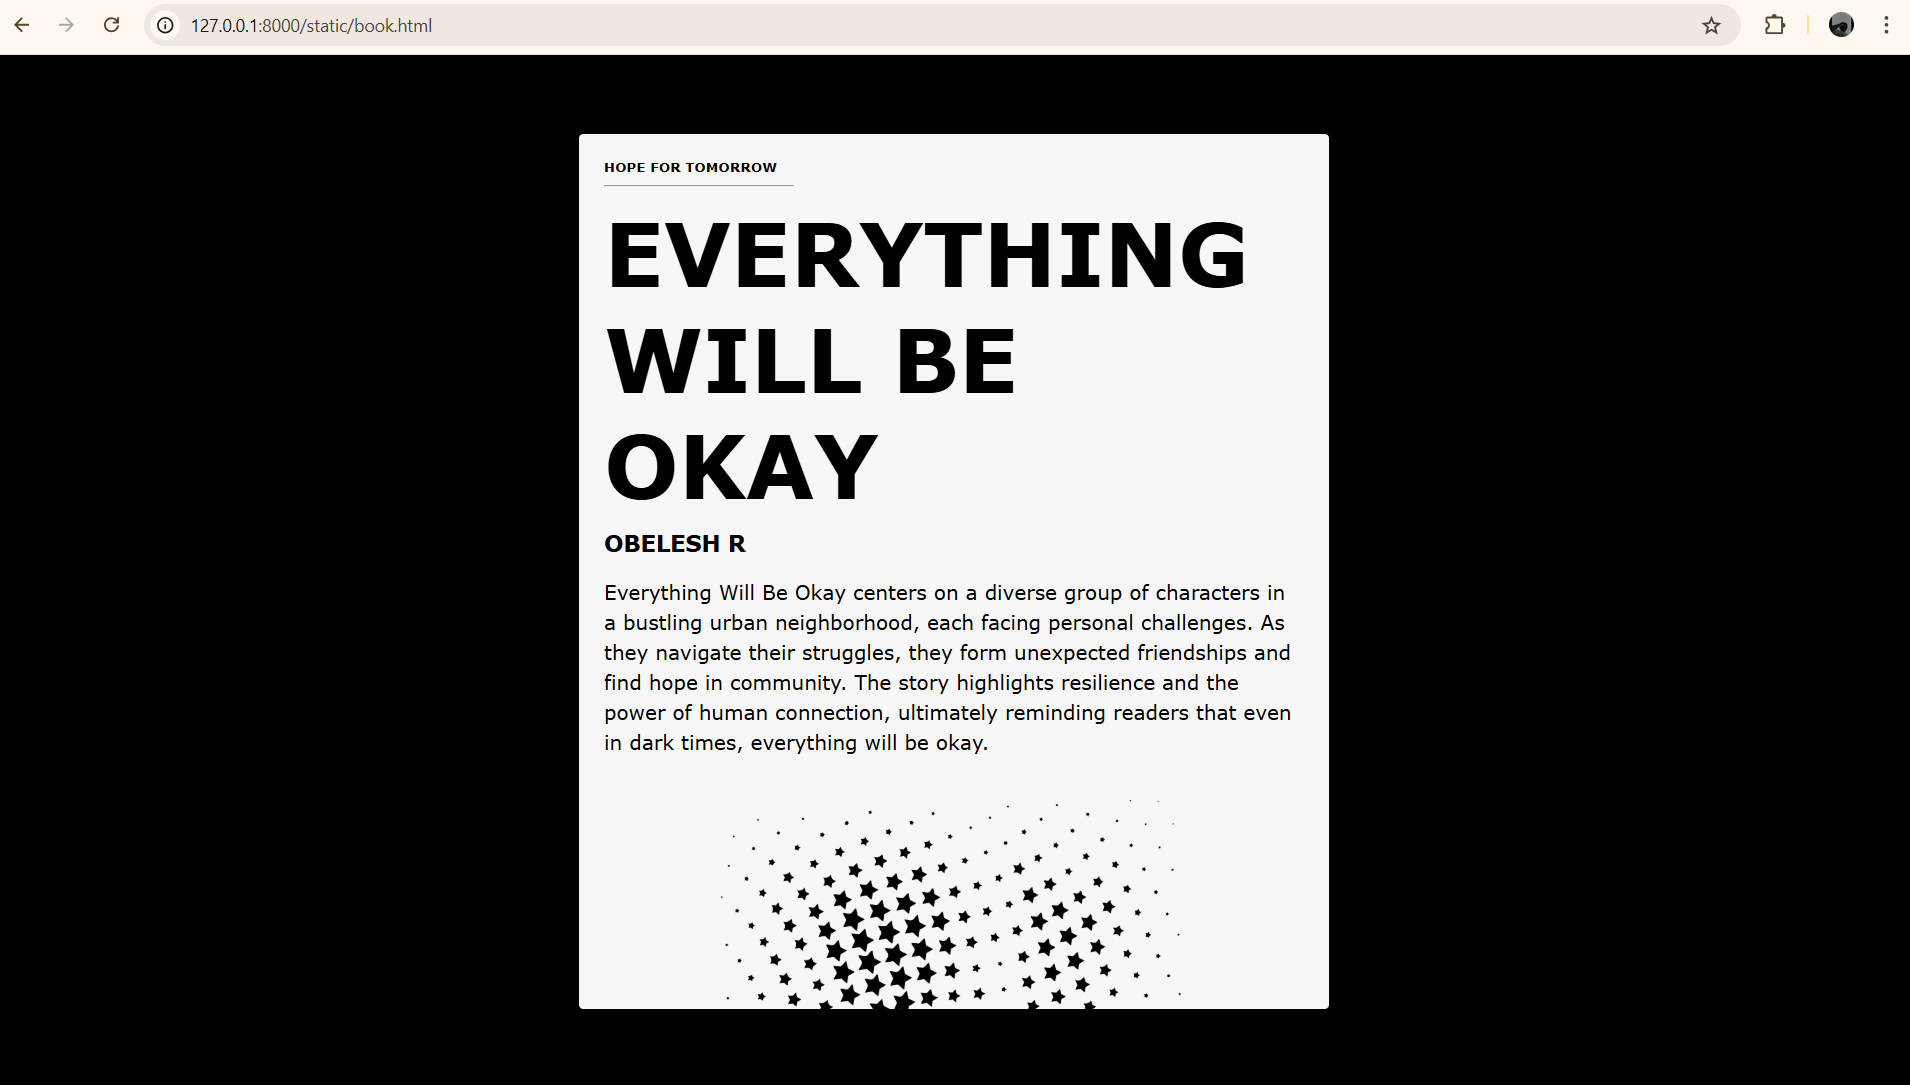 127.0.0.1:8000/static/book.html
HOPE FOR TOMORROW
EVERYTHING
WILL BE
OKAY
OBELESH R
Everything Will Be Okay centers on a diverse group of characters in
a bustling urban neighborhood, each facing personal challenges. As
they navigate their struggles, they form unexpected friendships and
find hope in community. The story highlights resilience and the
power of human connection, ultimately reminding readers that even
in dark times, everything will be okay.